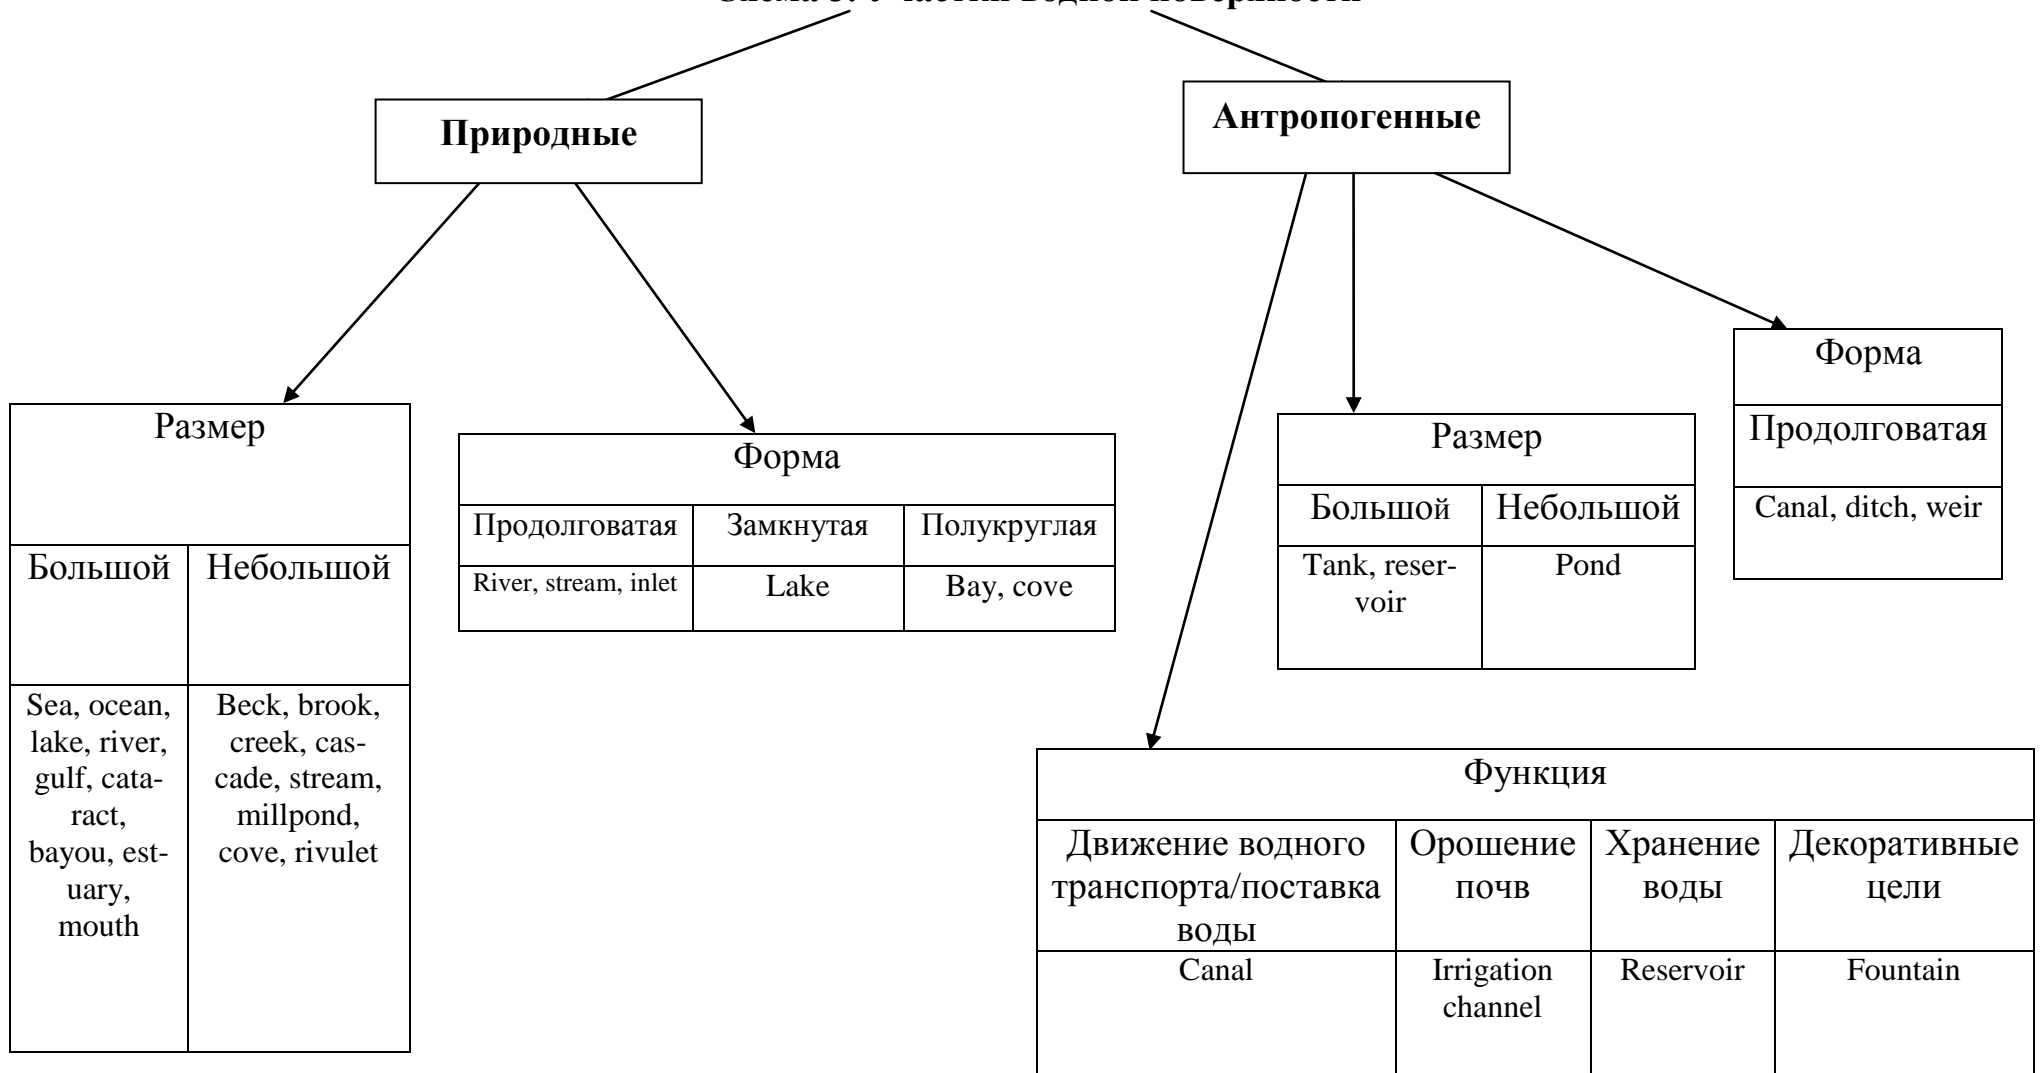 Природные
Антропогенные
Размер
Большой
Небольшой
Sea, ocean,
lake, river,
gulf, cata-
ract,
bayou, est-
uary,
mouth
Beck, brook,
creek, cas-
cade, stream,
millpond,
cove, rivulet
Форма
Продолговатая
Замкнутая
Полукруглая
River, stream, inlet
Lake
Bay, cove
Размер
Большой
Небольшой
Tank, reser-
voir
Pond
Форма
Продолговатая
Canal, ditch, weir
Функция
Движение водного
транспорта/поставка
воды
Орошение
почв
Хранение
воды
Декоративные
цели
Canal
Irrigation
channel
Reservoir
Fountain